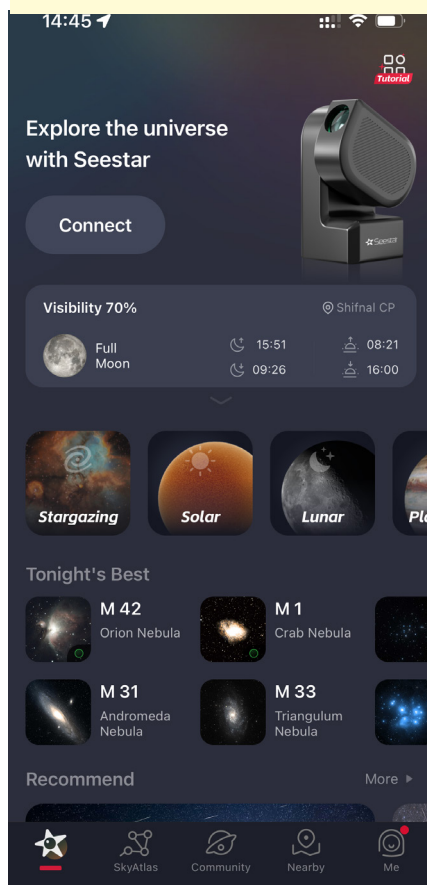 14:45
Tutorial
Explore the universe
with Seestar
Connect
Seestar
Visibility 70%
Shifnal CP
Full
Moon
15:51
08:21
09:26
16:00
Stargazing
Solar
Lunar
Pl
Tonight's Best
M 42
Orion Nebula
M 1
Crab Nebula
M 31
Andromeda
Nebula
M 33
Triangulum
Nebula
Recommend
More
SkyAtlas
Community
Nearby
Me